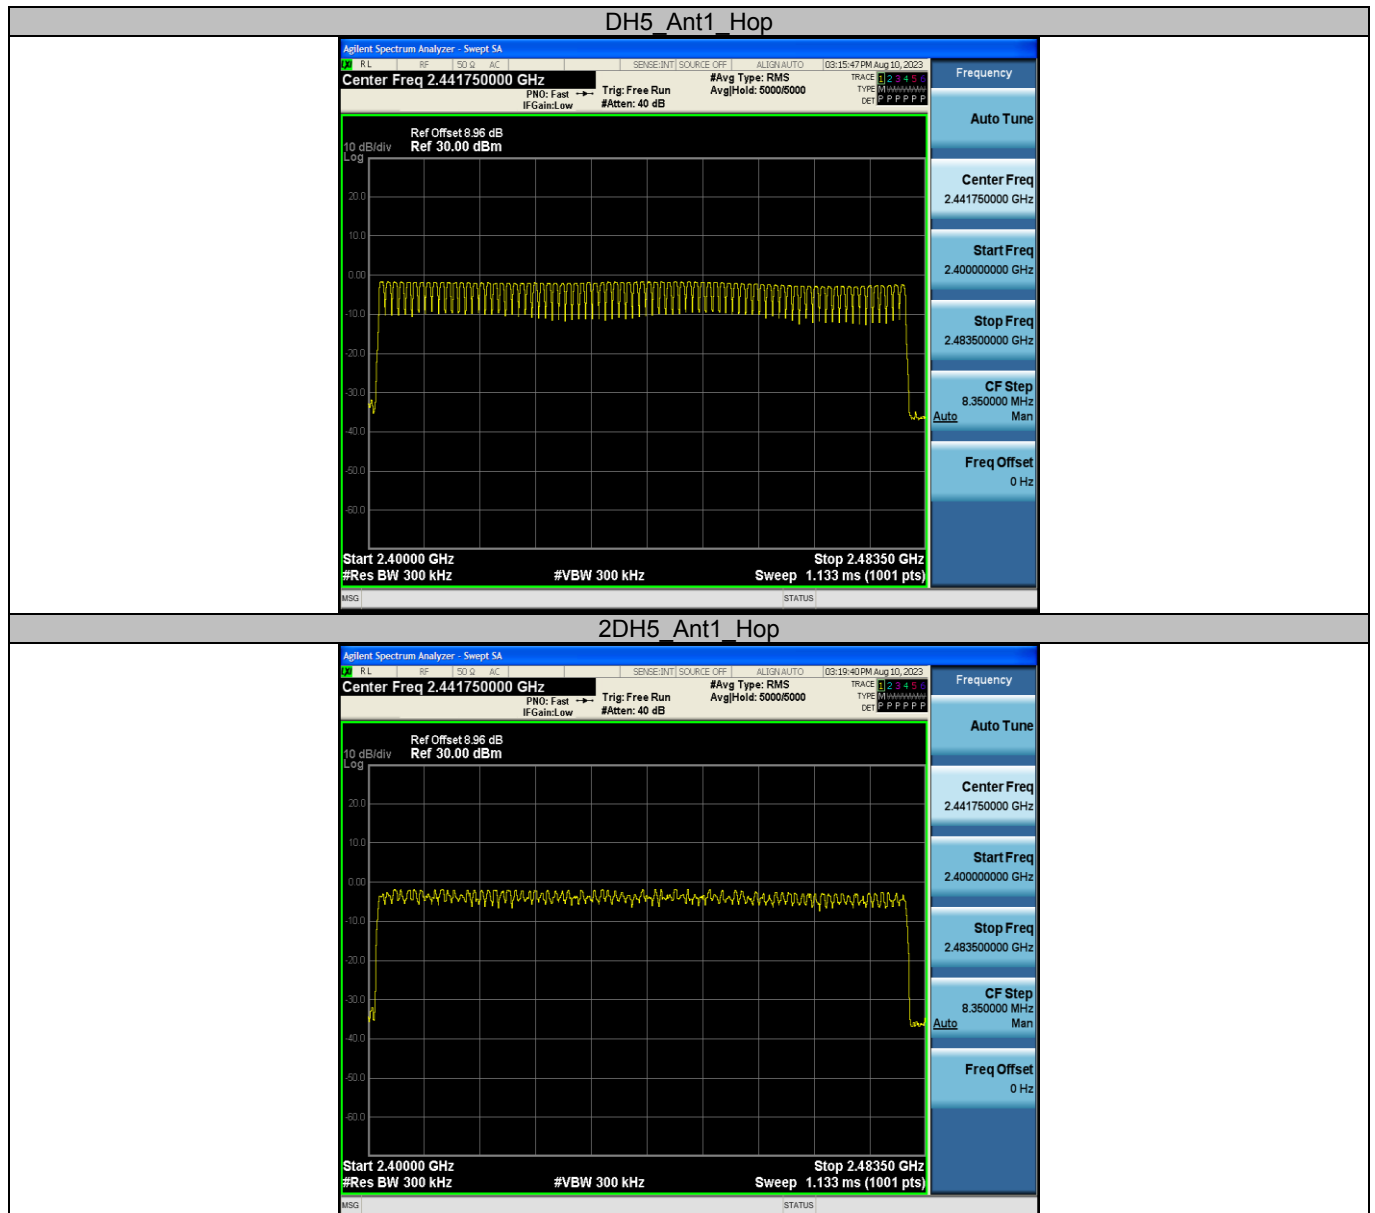 DH5_Ant1_Hop
Agilent Spectrum Analyzer - Swept SA
RL RF 50 Ω AC SENSE:INT SOURCE OFF ALIGN AUTO 03:15:47 PM Aug 10, 2023
Center Freq 2.441750000 GHz
PNO: Fast
IFGain:Low
Trig: Free Run
#Atten: 40 dB
#Avg Type: RMS
Avg|Hold: 5000/5000
TRACE 1 2 3 4 5 6
TYPE M
DET P P P P P P
Ref Offset 8.96 dB
10 dB/div Ref 30.00 dBm
Log
20.0
10.0
0.00
-10.0
-20.0
-30.0
-40.0
-50.0
-60.0
Start 2.40000 GHz Stop 2.48350 GHz
#Res BW 300 kHz #VBW 300 kHz Sweep 1.133 ms (1001 pts)
MSG STATUS
Frequency
Auto Tune
Center Freq
2.441750000 GHz
Start Freq
2.400000000 GHz
Stop Freq
2.483500000 GHz
CF Step
8.350000 MHz
Auto Man
Freq Offset
0 Hz
2DH5_Ant1_Hop
Agilent Spectrum Analyzer - Swept SA
RL RF 50 Ω AC SENSE:INT SOURCE OFF ALIGN AUTO 03:19:40 PM Aug 10, 2023
Center Freq 2.441750000 GHz
PNO: Fast
IFGain:Low
Trig: Free Run
#Atten: 40 dB
#Avg Type: RMS
Avg|Hold: 5000/5000
TRACE 1 2 3 4 5 6
TYPE M
DET P P P P P P
Ref Offset 8.96 dB
10 dB/div Ref 30.00 dBm
Log
20.0
10.0
0.00
-10.0
-20.0
-30.0
-40.0
-50.0
-60.0
Start 2.40000 GHz Stop 2.48350 GHz
#Res BW 300 kHz #VBW 300 kHz Sweep 1.133 ms (1001 pts)
MSG STATUS
Frequency
Auto Tune
Center Freq
2.441750000 GHz
Start Freq
2.400000000 GHz
Stop Freq
2.483500000 GHz
CF Step
8.350000 MHz
Auto Man
Freq Offset
0 Hz